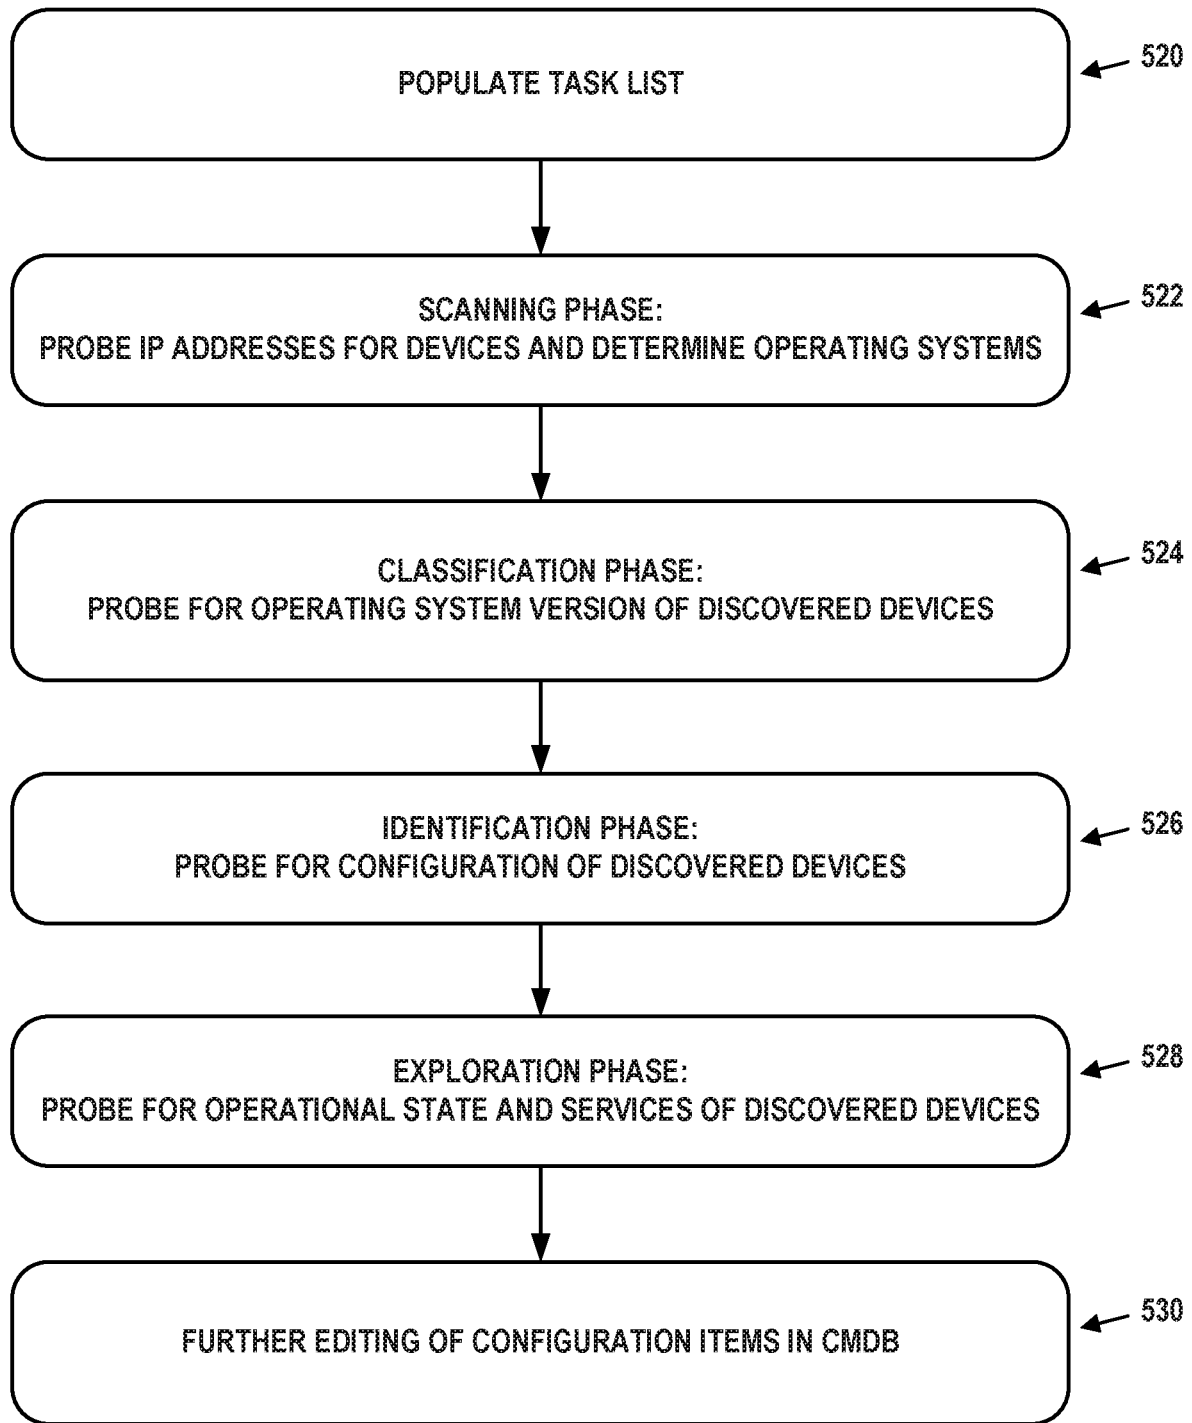 POPULATE TASK LIST
520
SCANNING PHASE:
PROBE IP ADDRESSES FOR DEVICES AND DETERMINE OPERATING SYSTEMS
522
CLASSIFICATION PHASE:
PROBE FOR OPERATING SYSTEM VERSION OF DISCOVERED DEVICES
524
IDENTIFICATION PHASE:
PROBE FOR CONFIGURATION OF DISCOVERED DEVICES
526
EXPLORATION PHASE:
PROBE FOR OPERATIONAL STATE AND SERVICES OF DISCOVERED DEVICES
528
FURTHER EDITING OF CONFIGURATION ITEMS IN CMDB
530